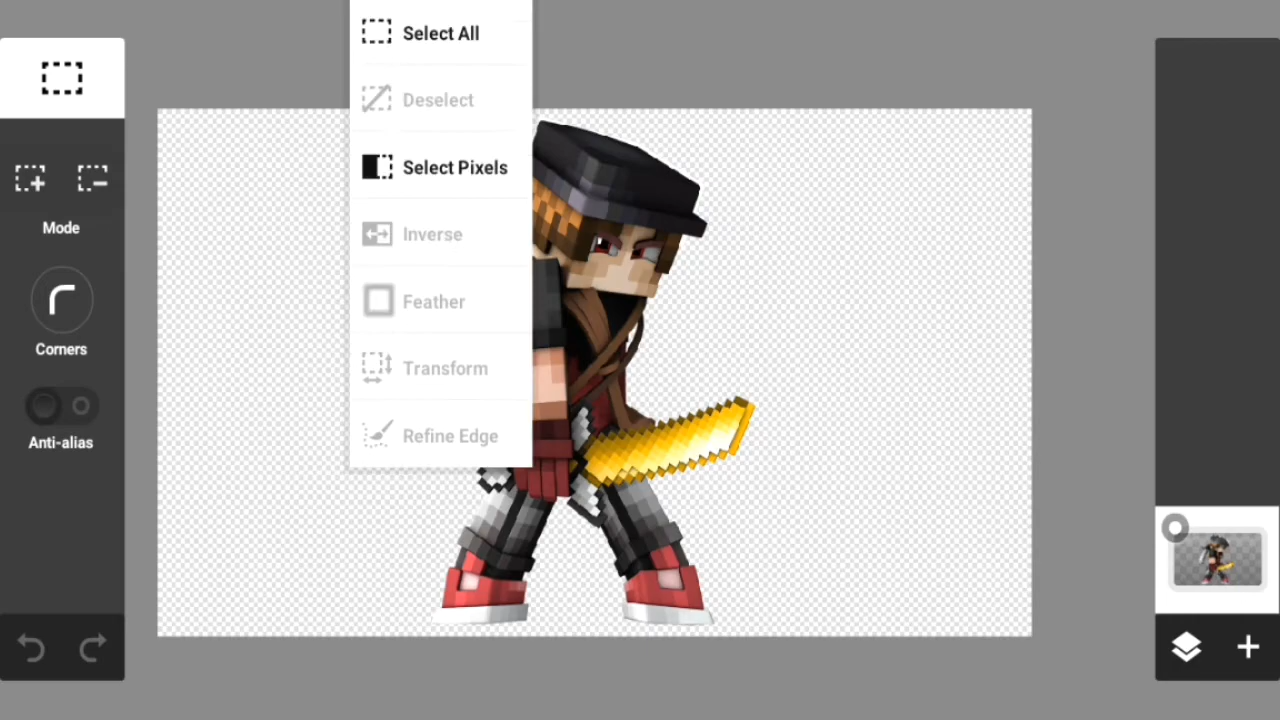 Select All
Deselect
Select Pixels
Inverse
Feather
Transform
Refine Edge
Mode
Corners
Anti-alias